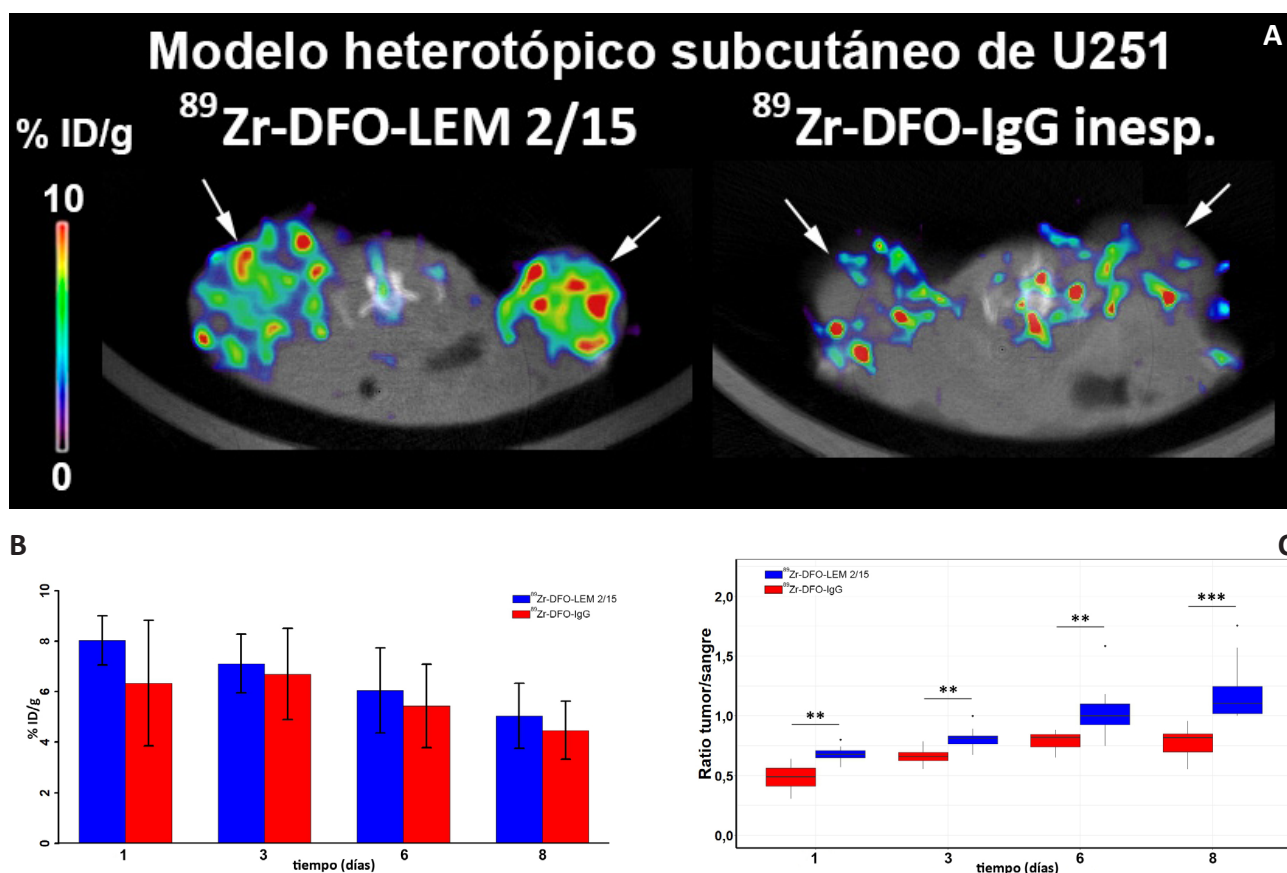 Modelo heterotópico subcutáneo de U251
A
% ID/g
89Zr-DFO-LEM 2/15
89Zr-DFO-IgG inesp.
10
0
B
% ID/g
10
8
6
4
2
0
89Zr-DFO-LEM 2/15
89Zr-DFO-IgG
1
3
6
8
tiempo (días)
C
Ratio tumor/sangre
2,0
1,5
1,0
0,5
0,0
89Zr-DFO-LEM 2/15
89Zr-DFO-IgG
**
**
**
***
1
3
6
8
tiempo (días)